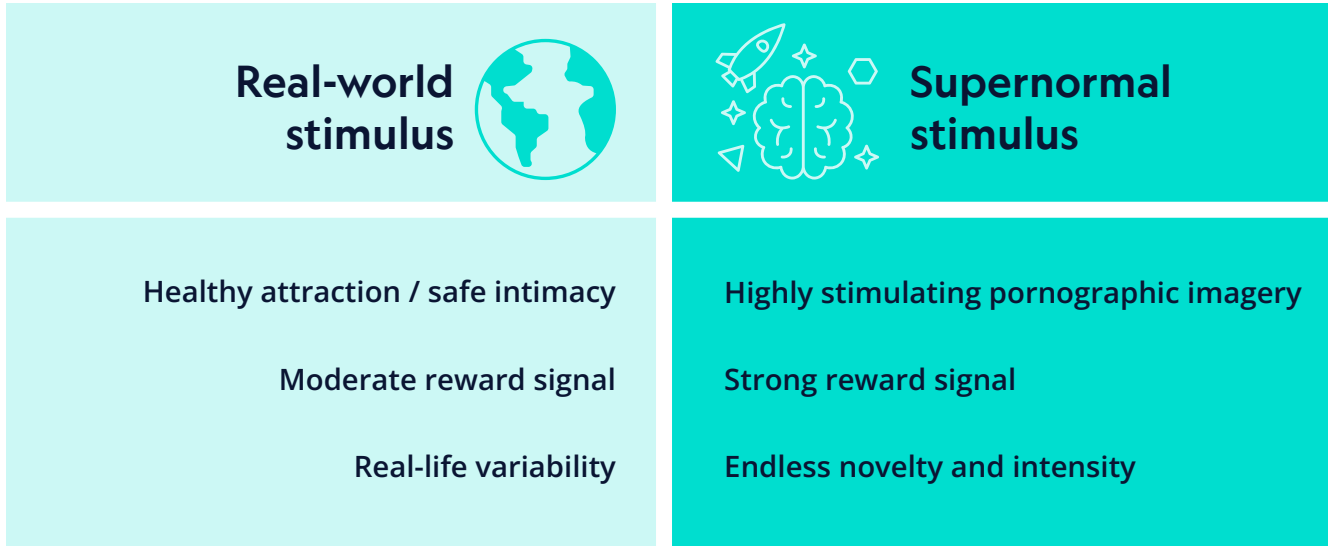 Real-world
stimulus
Supernormal
stimulus
Healthy attraction / safe intimacy
Highly stimulating pornographic imagery
Moderate reward signal
Strong reward signal
Real-life variability
Endless novelty and intensity